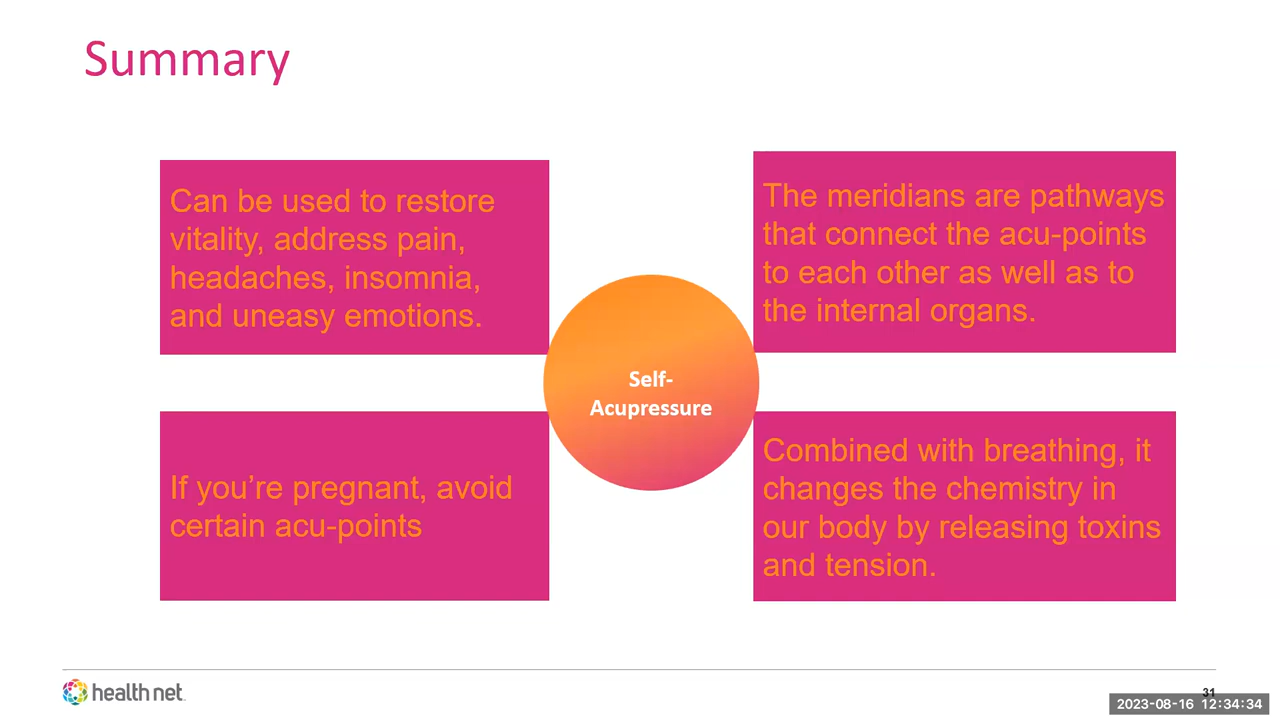 Summary
Can be used to restore
vitality, address pain,
headaches, insomnia,
and uneasy emotions.
The meridians are pathways
that connect the acu-points
to each other as well as to
the internal organs.
Self-
Acupressure
If you're pregnant, avoid
certain acu-points
Combined with breathing, it
changes the chemistry in
our body by releasing toxins
and tension.
health net
31
2023-08-16 12:34:34